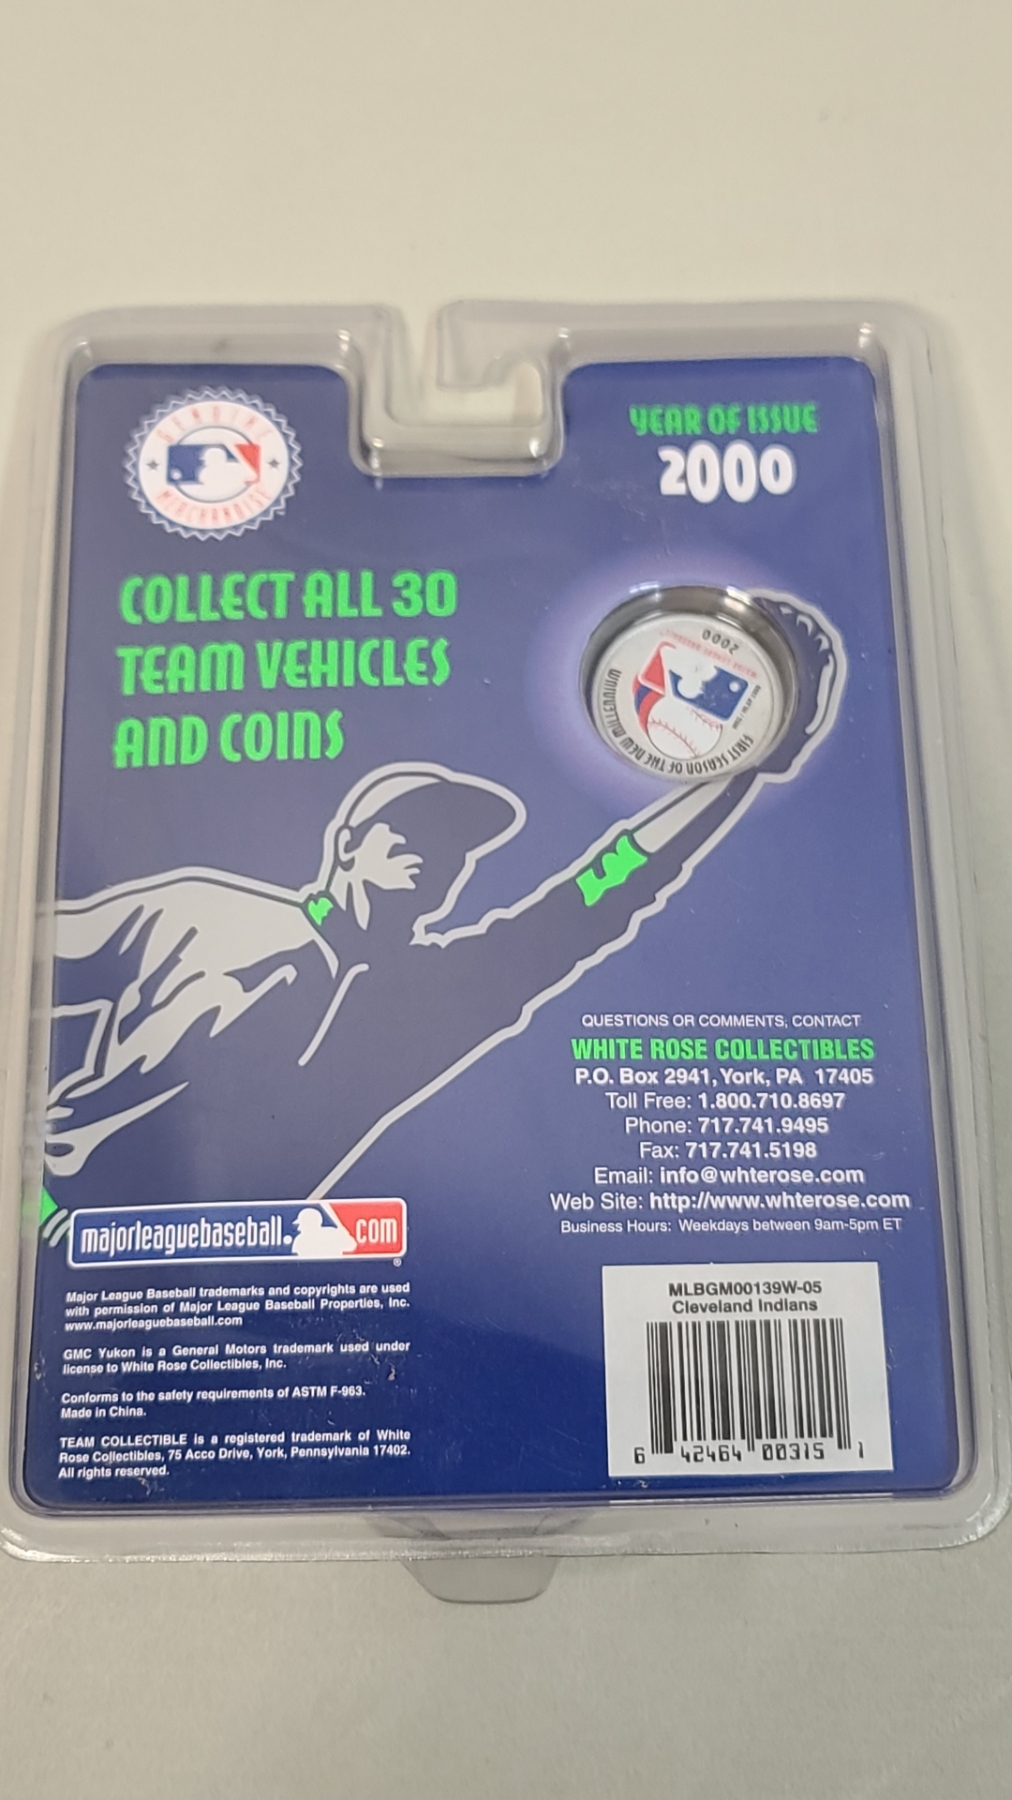 GENUINE
MERCHANDISE
YEAR OF ISSUE
2000
COLLECT ALL 30
TEAM VEHICLES
AND COINS
2000
FIRST SEASON OF THE NEW MILLENNIUM
QUESTIONS OR COMMENTS, CONTACT
WHITE ROSE COLLECTIBLES
P.O. Box 2941, York, PA 17405
Toll Free: 1.800.710.8697
Phone: 717.741.9495
Fax: 717.741.5198
Email: info@whterose.com
Web Site: http://www.whterose.com
Business Hours: Weekdays between 9am-5pm ET
majorleaguebaseball.com
®
Major League Baseball trademarks and copyrights are used
with permission of Major League Baseball Properties, Inc.
www.majorleaguebaseball.com
GMC Yukon is a General Motors trademark used under
license to White Rose Collectibles, Inc.
Conforms to the safety requirements of ASTM F-963.
Made in China.
TEAM COLLECTIBLE is a registered trademark of White
Rose Collectibles, 75 Acco Drive, York, Pennsylvania 17402.
All rights reserved.
MLBGM00139W-05
Cleveland Indians
6 42464 00315 1